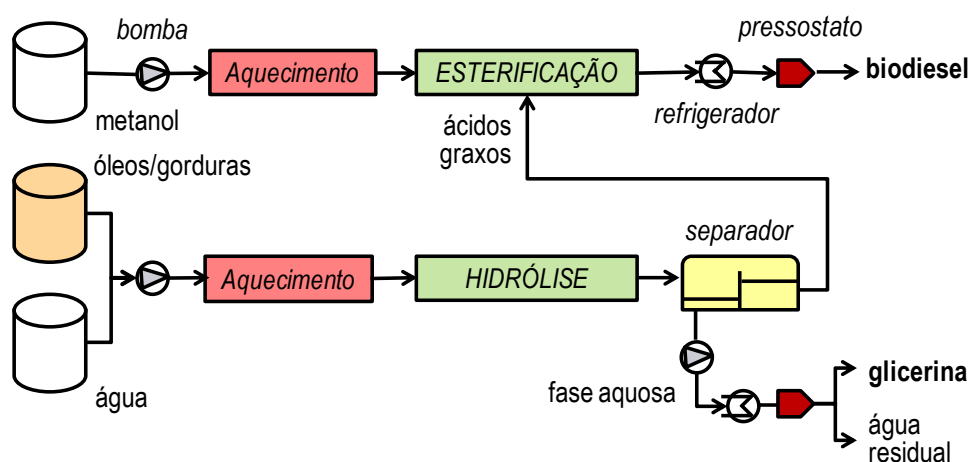 bomba
pressostato
Aquecimento
ESTERIFICAÇÃO
biodiesel
metanol
refrigerador
ácidos
graxos
óleos/gorduras
separador
Aquecimento
HIDRÓLISE
água
fase aquosa
glicerina
água
residual